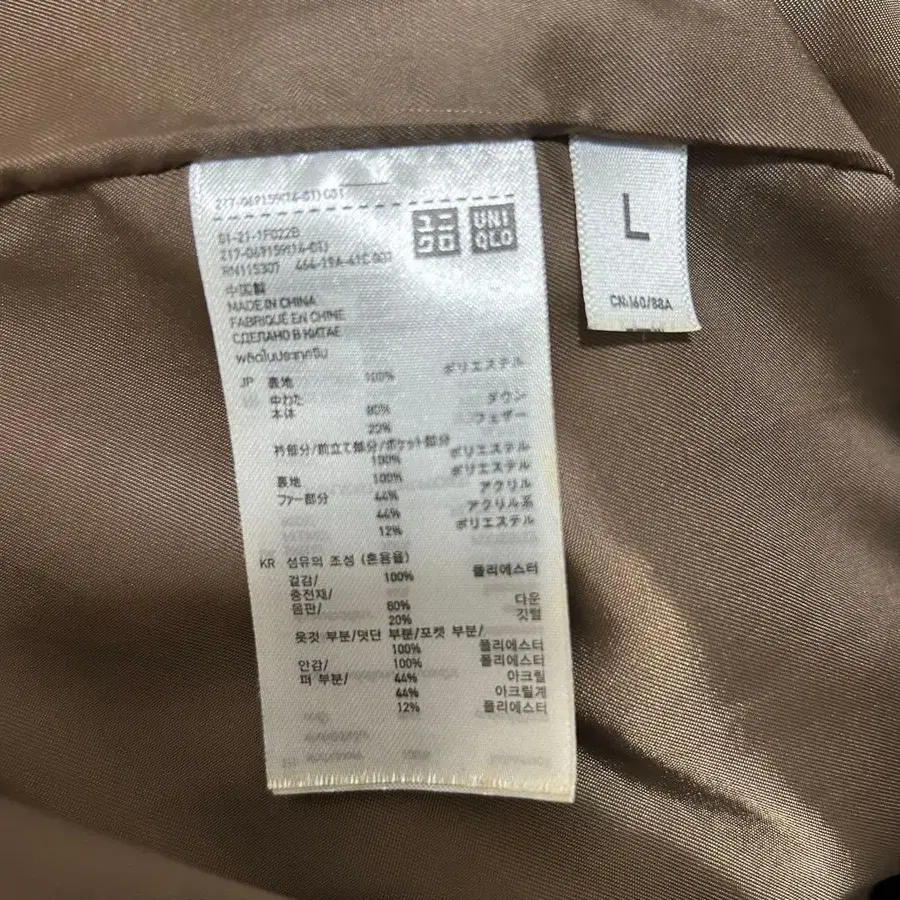 217-069159(16-01) G01
ユニ
クロ
UNI
QLO
01-21-1F022B
217-069159(16-01)
RN115307 464-19A-41C 001
中国製
MADE IN CHINA
FABRIQUÉ EN CHINE
СДЕЛАНО В КИТАЕ
ผลิตในประเทศจีน
JP 裏地 100% ポリエステル
中わた
本体 80% ダウン
20% フェザー
衿部分/前立て部分/ポケット部分
100% ポリエステル
裏地 100% ポリエステル
ファー部分 44% アクリル
44% アクリル系
12% ポリエステル
KR 섬유의 조성 (혼용율)
겉감/ 100% 폴리에스터
충전재/
몸판/ 80% 다운
20% 깃털
옷깃 부분/덧단 부분/포켓 부분/
100% 폴리에스터
안감/ 100% 폴리에스터
퍼 부분/ 44% 아크릴
44% 아크릴계
12% 폴리에스터
L
CN:160/88A